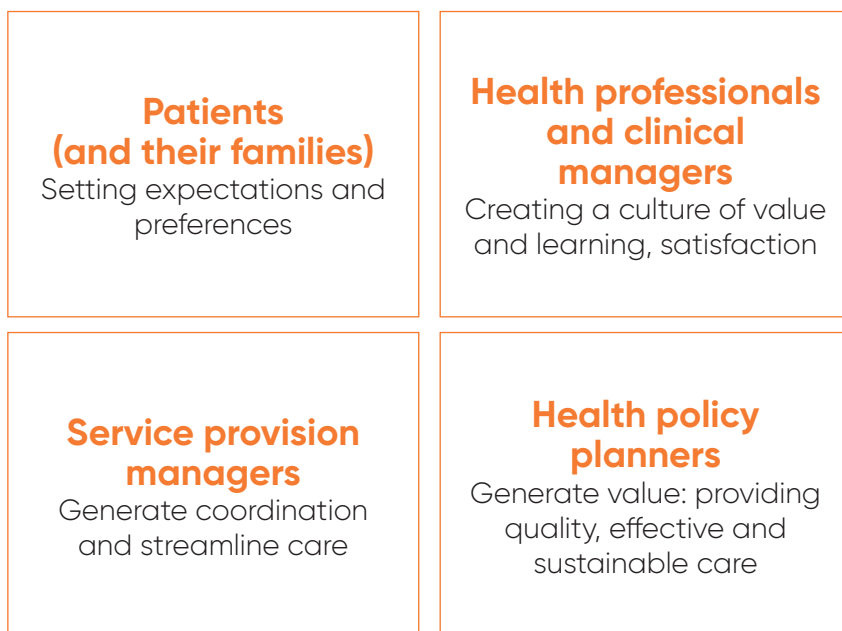 Patients
(and their families)
Setting expectations and
preferences
Health professionals
and clinical
managers
Creating a culture of value
and learning, satisfaction
Service provision
managers
Generate coordination
and streamline care
Health policy
planners
Generate value: providing
quality, effective and
sustainable care